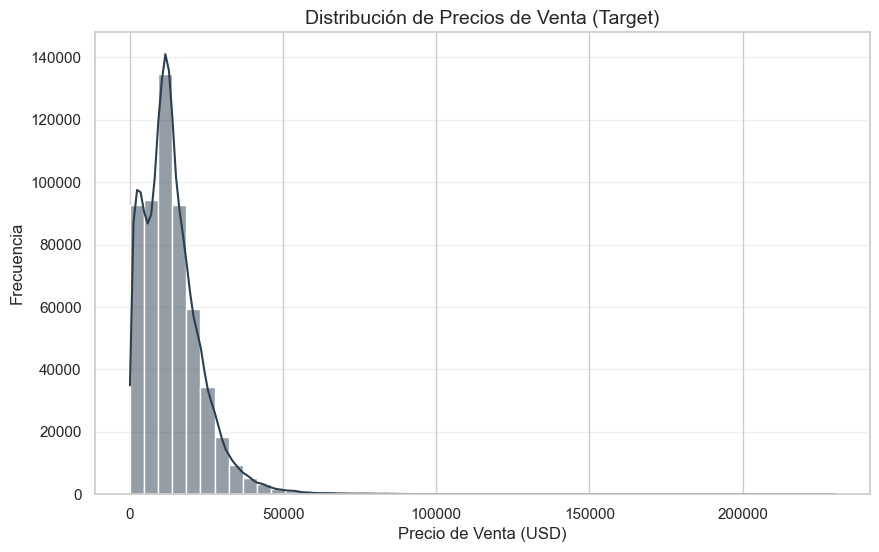 Distribución de Precios de Venta (Target)
Frecuencia
140000
120000
100000
80000
60000
40000
20000
0
0 50000 100000 150000 200000
Precio de Venta (USD)